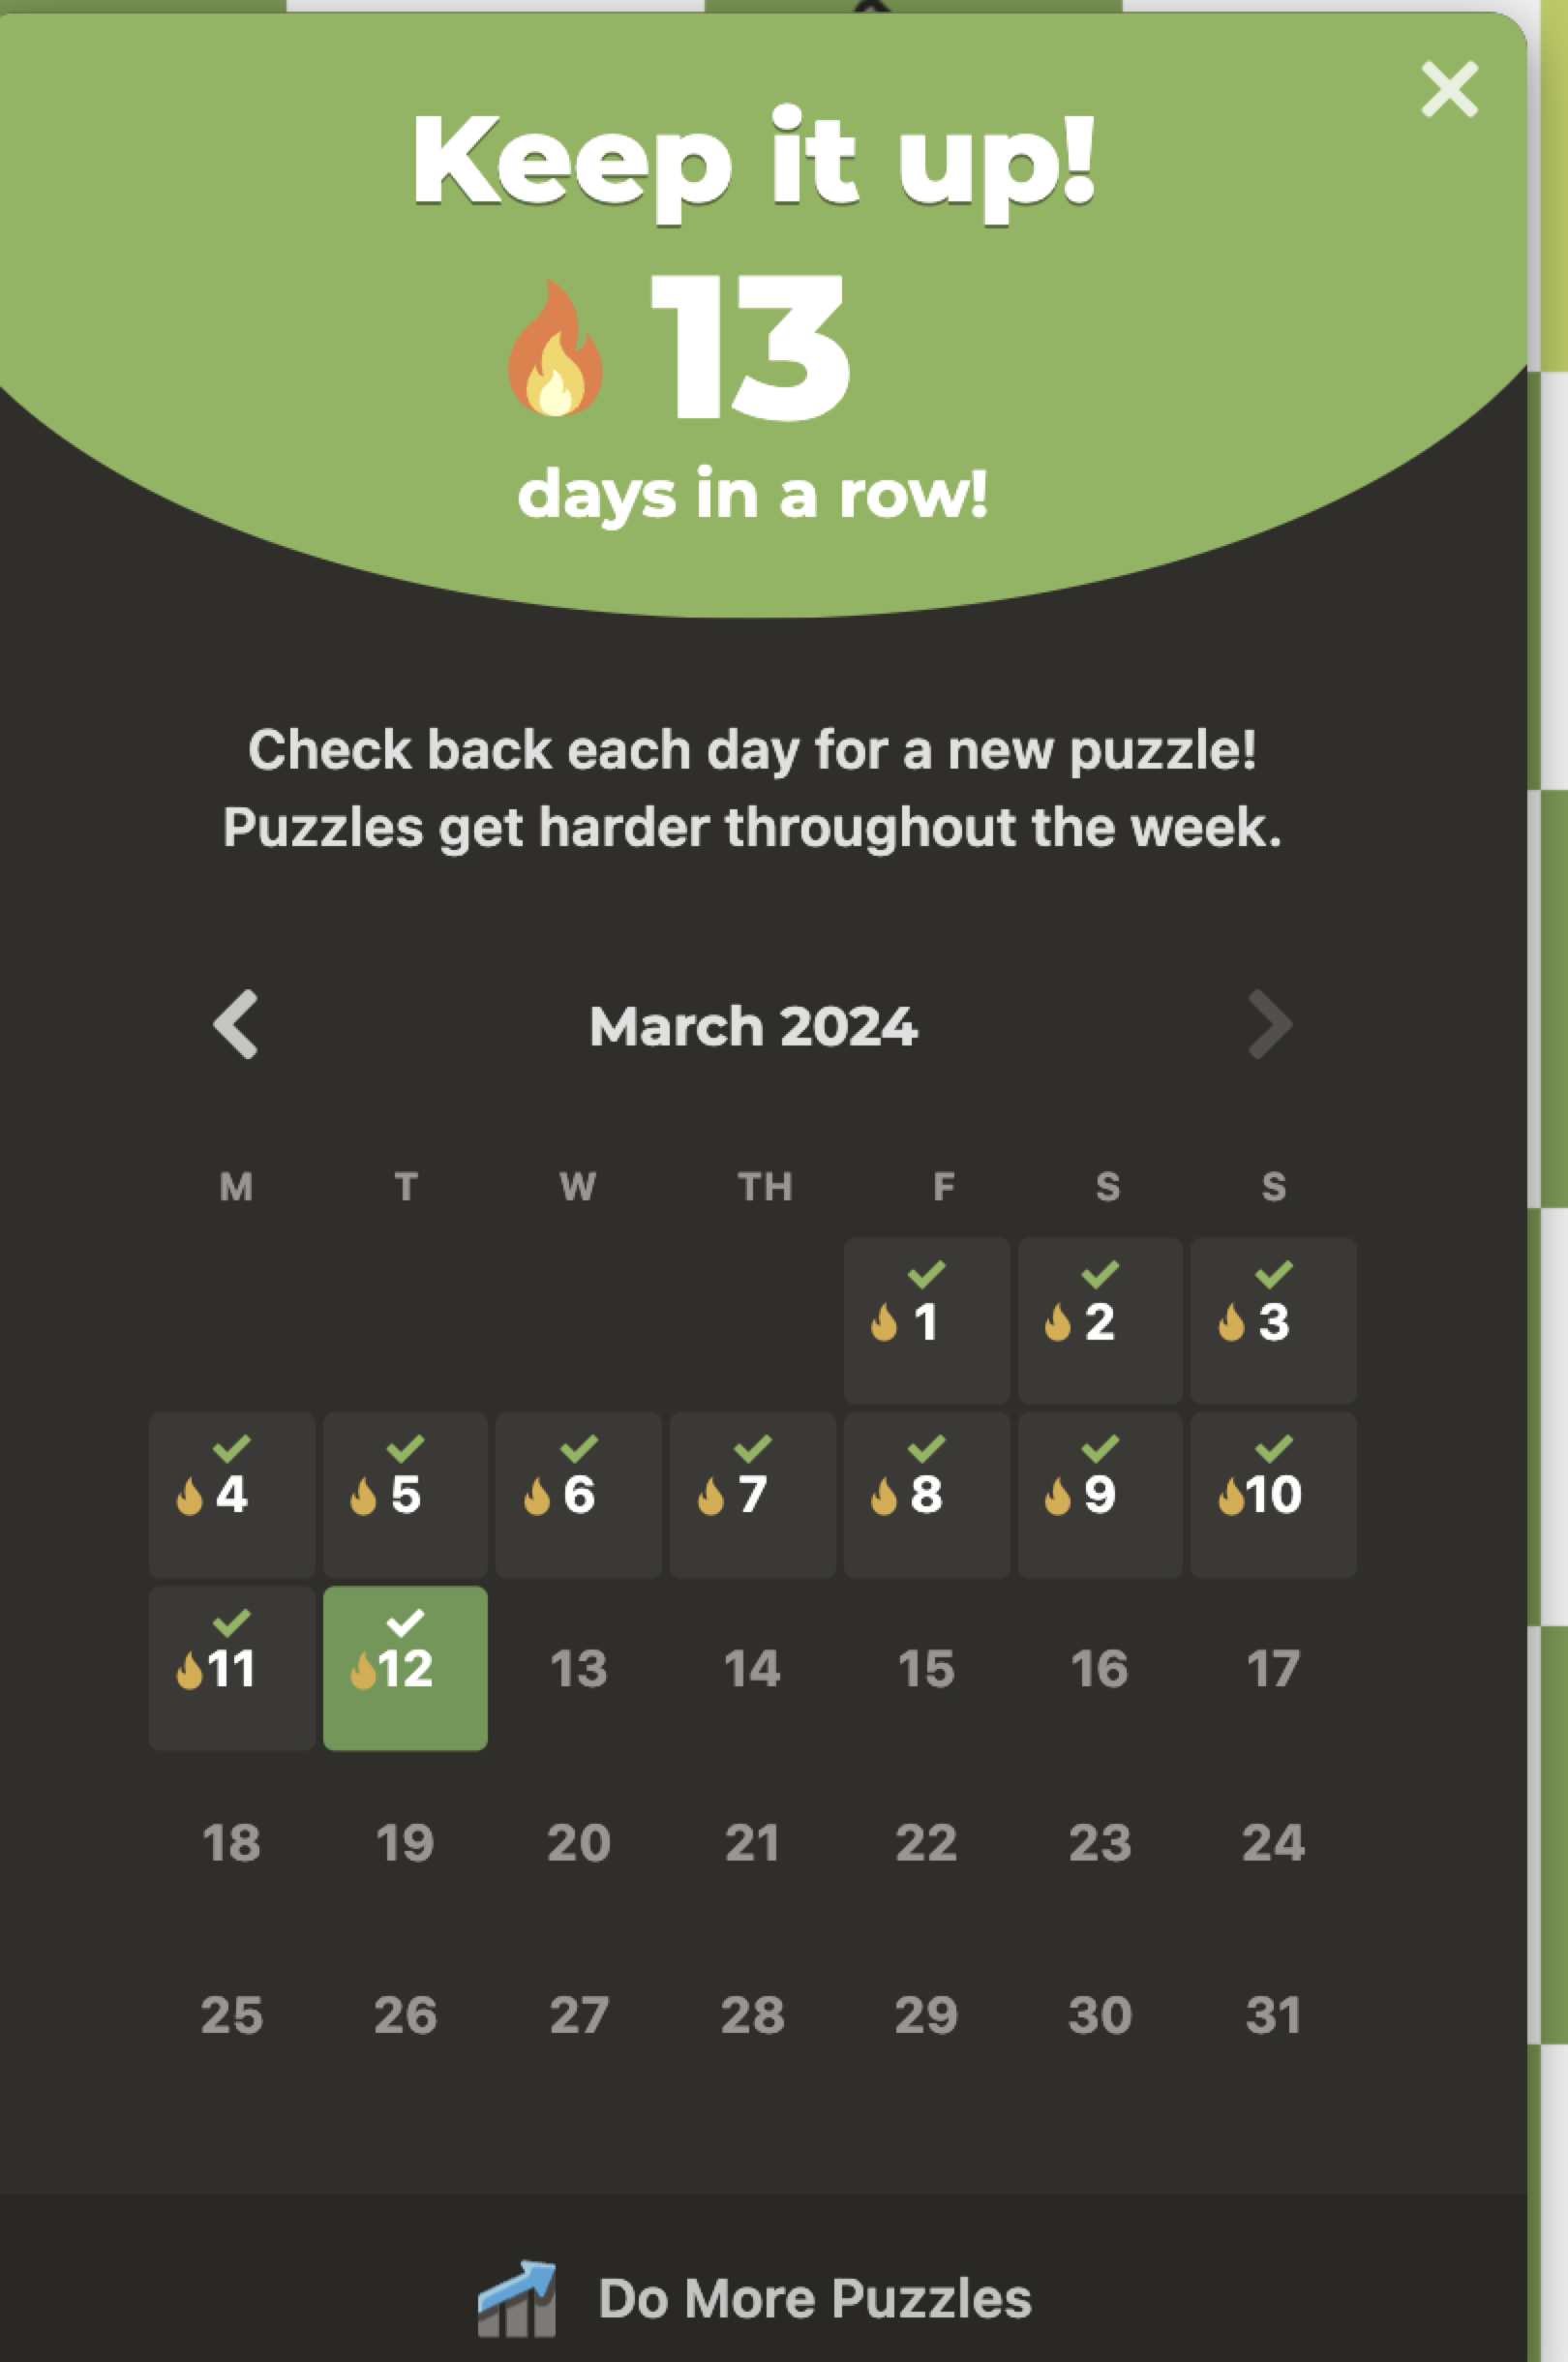 Keep it up!
13
days in a row!
Check back each day for a new puzzle!
Puzzles get harder throughout the week.
March 2024
M T W TH F S S
1 2 3
4 5 6 7 8 9 10
11 12 13 14 15 16 17
18 19 20 21 22 23 24
25 26 27 28 29 30 31
Do More Puzzles